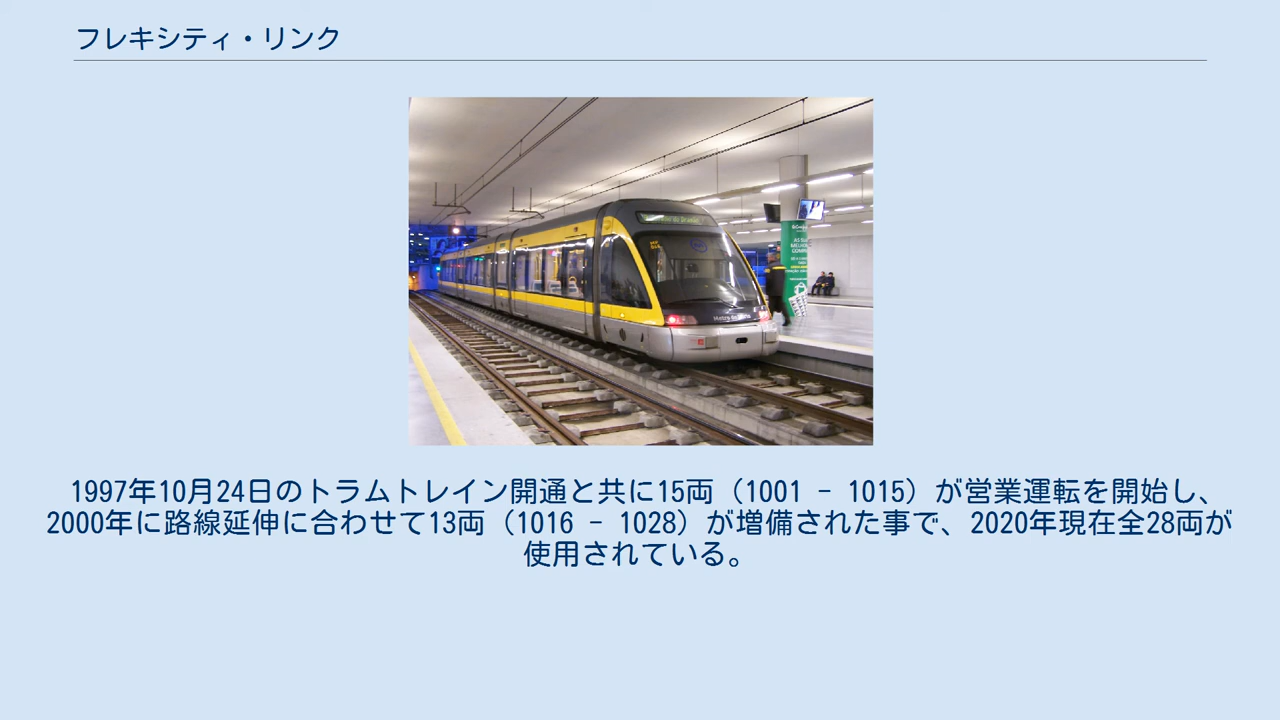 フレキシティ・リンク
Metro do Porto
1997年10月24日のトラムトレイン開通と共に15両（1001 - 1015）が営業運転を開始し、
2000年に路線延伸に合わせて13両（1016 - 1028）が増備された事で、2020年現在全28両が
使用されている。